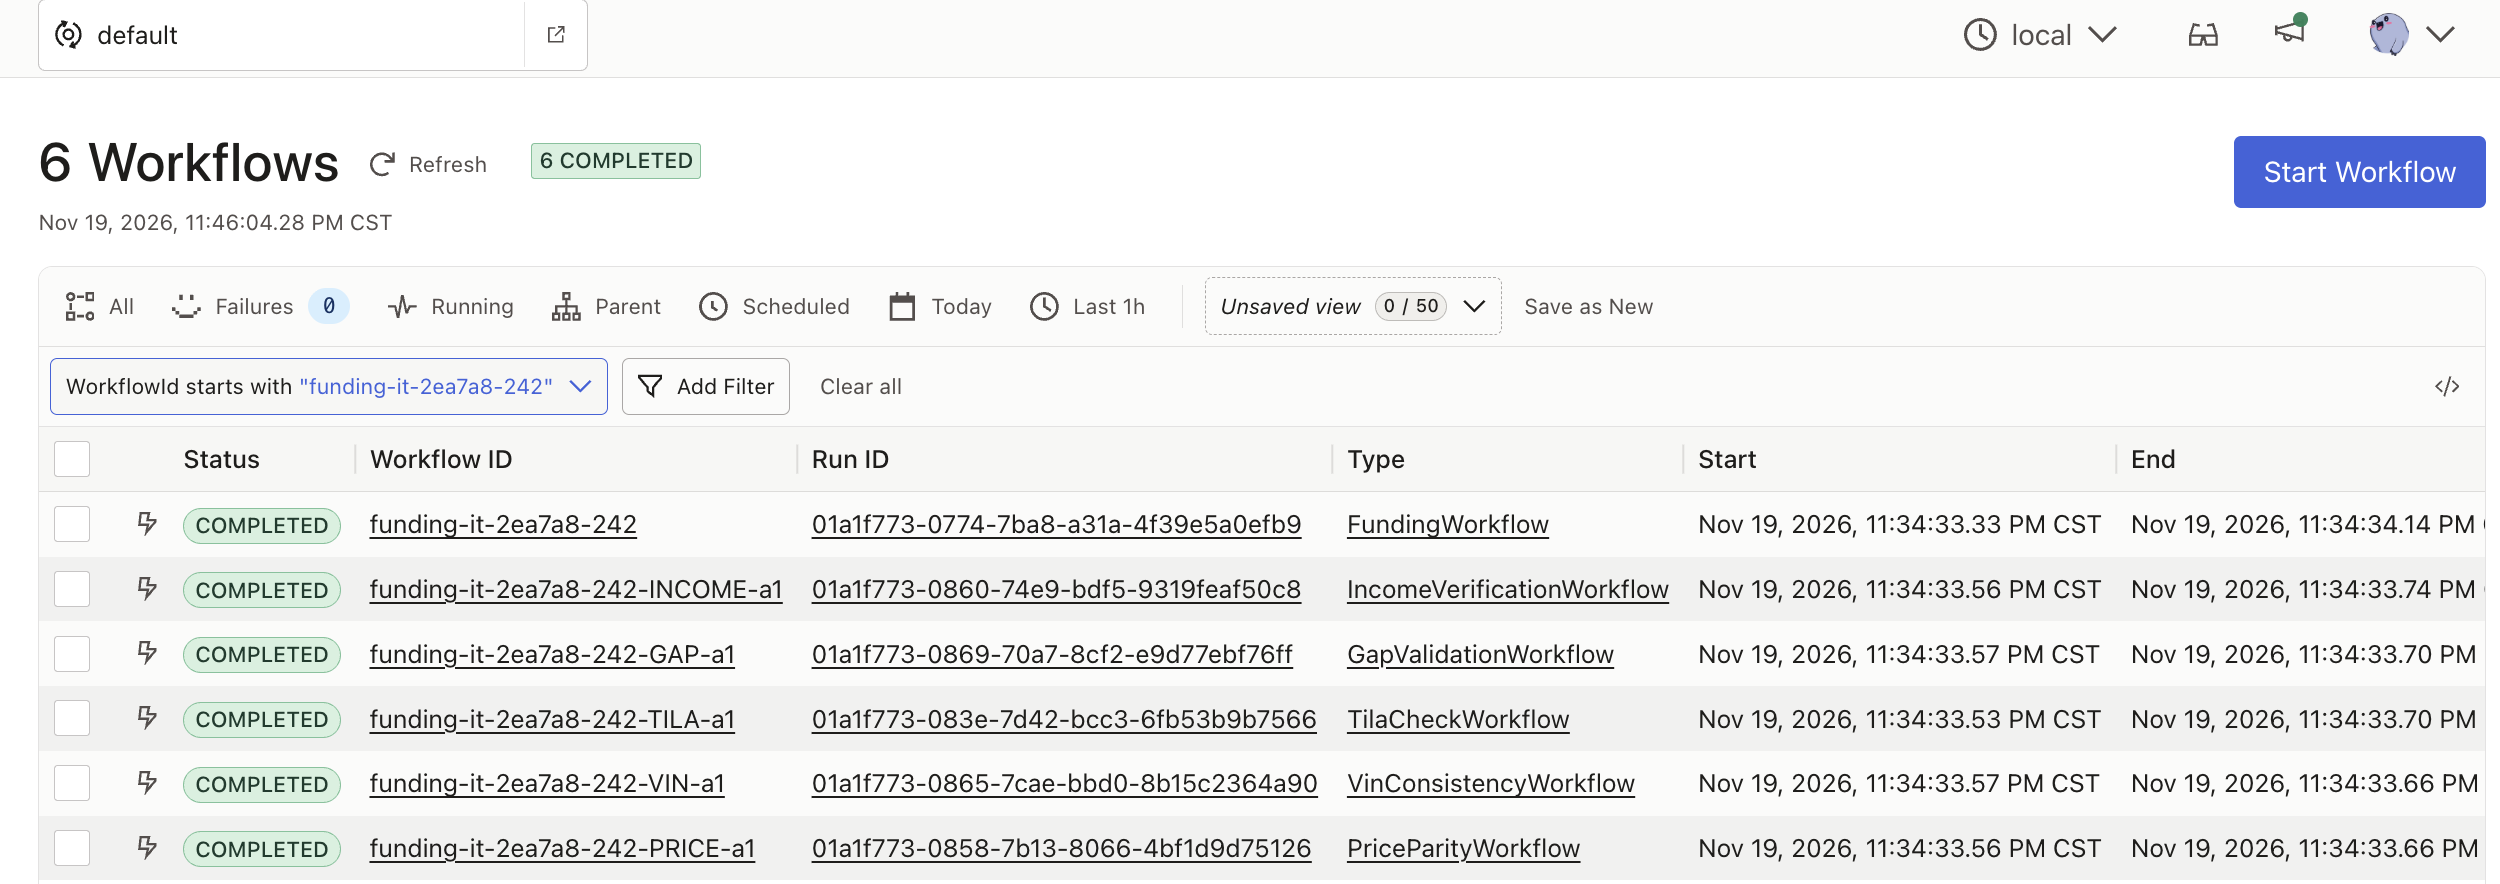 default
local
6 Workflows Refresh 6 COMPLETED
Start Workflow
Nov 19, 2026, 11:46:04.28 PM CST
All Failures 0 Running Parent Scheduled Today Last 1h Unsaved view 0 / 50 Save as New
WorkflowId starts with "funding-it-2ea7a8-242" Add Filter Clear all </>
Status Workflow ID Run ID Type Start End
COMPLETED funding-it-2ea7a8-242 01a1f773-0774-7ba8-a31a-4f39e5a0efb9 FundingWorkflow Nov 19, 2026, 11:34:33.33 PM CST Nov 19, 2026, 11:34:34.14 PM
COMPLETED funding-it-2ea7a8-242-INCOME-a1 01a1f773-0860-74e9-bdf5-9319feaf50c8 IncomeVerificationWorkflow Nov 19, 2026, 11:34:33.56 PM CST Nov 19, 2026, 11:34:33.74 PM
COMPLETED funding-it-2ea7a8-242-GAP-a1 01a1f773-0869-70a7-8cf2-e9d77ebf76ff GapValidationWorkflow Nov 19, 2026, 11:34:33.57 PM CST Nov 19, 2026, 11:34:33.70 PM
COMPLETED funding-it-2ea7a8-242-TILA-a1 01a1f773-083e-7d42-bcc3-6fb53b9b7566 TilaCheckWorkflow Nov 19, 2026, 11:34:33.53 PM CST Nov 19, 2026, 11:34:33.70 PM
COMPLETED funding-it-2ea7a8-242-VIN-a1 01a1f773-0865-7cae-bbd0-8b15c2364a90 VinConsistencyWorkflow Nov 19, 2026, 11:34:33.57 PM CST Nov 19, 2026, 11:34:33.66 PM
COMPLETED funding-it-2ea7a8-242-PRICE-a1 01a1f773-0858-7b13-8066-4bf1d9d75126 PriceParityWorkflow Nov 19, 2026, 11:34:33.56 PM CST Nov 19, 2026, 11:34:33.66 PM